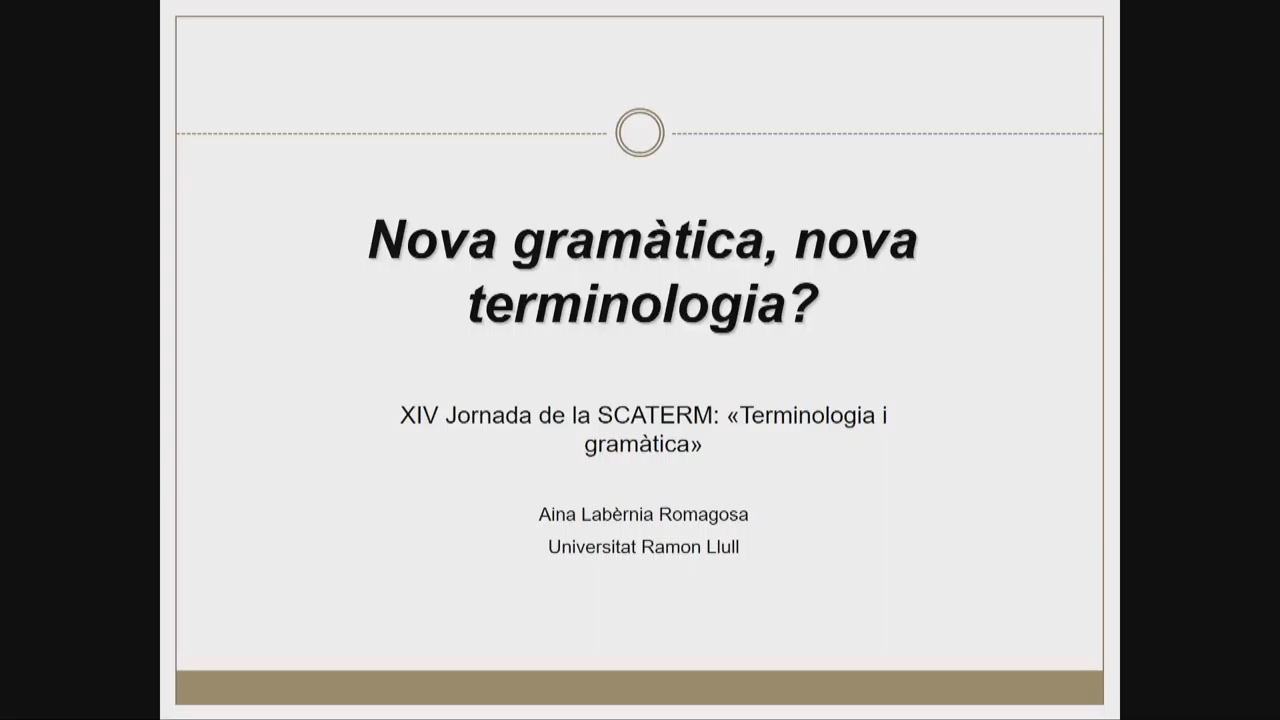 Nova gramàtica, nova
terminologia?
XIV Jornada de la SCATERM: «Terminologia i
gramàtica»
Aina Labèrnia Romagosa
Universitat Ramon Llull